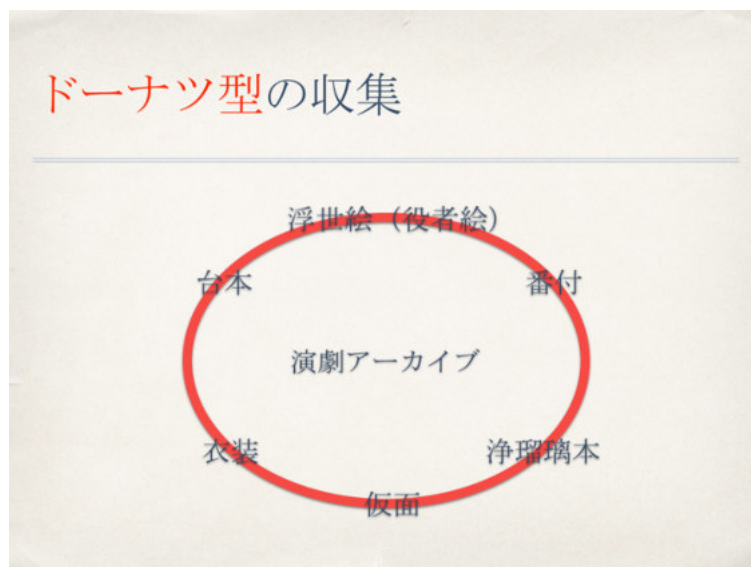 ドーナツ型の収集
浮世絵（役者絵）
台本
番付
演劇アーカイブ
衣装
浄瑠璃本
仮面